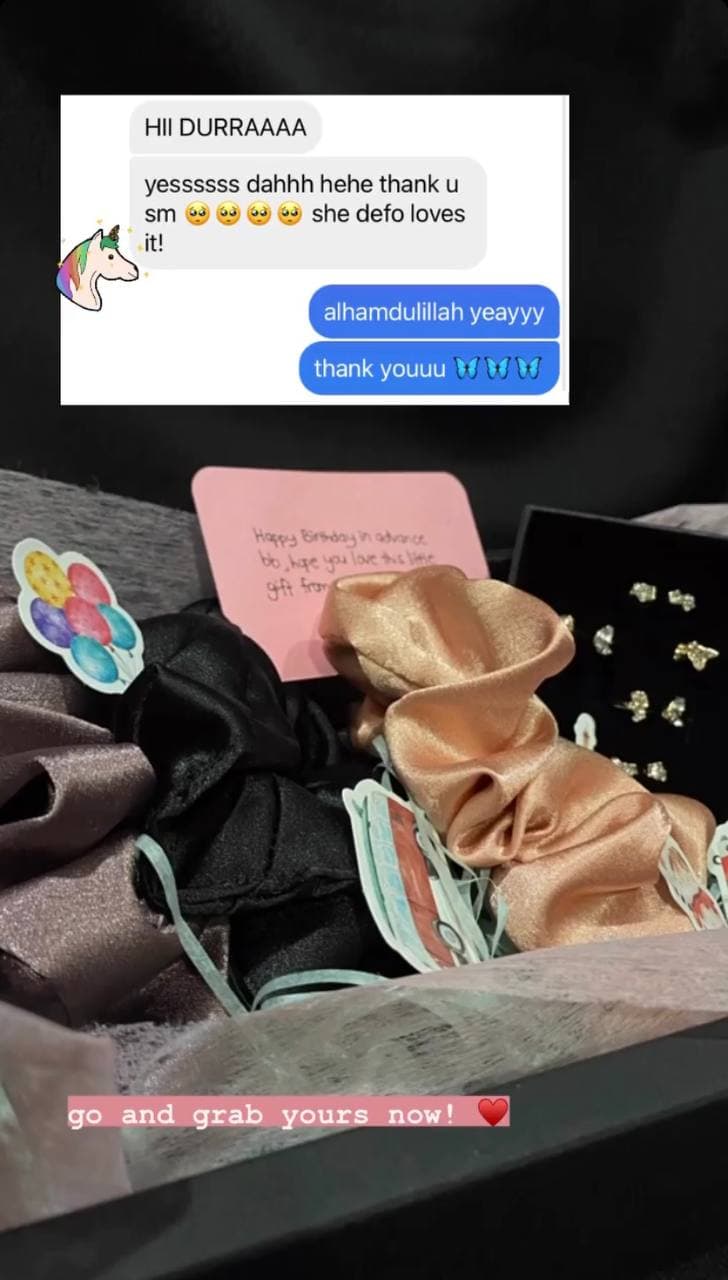 HII DURRAAAA
yessssss dahhh hehe thank u
sm 🥺🥺🥺🥺 she defo loves
it!
alhamdulillah yeayyy
thank youuu 🦋🦋🦋
Happy Birthday in advance
bb, hope you love this little
gift from
go and grab yours now! ♥️